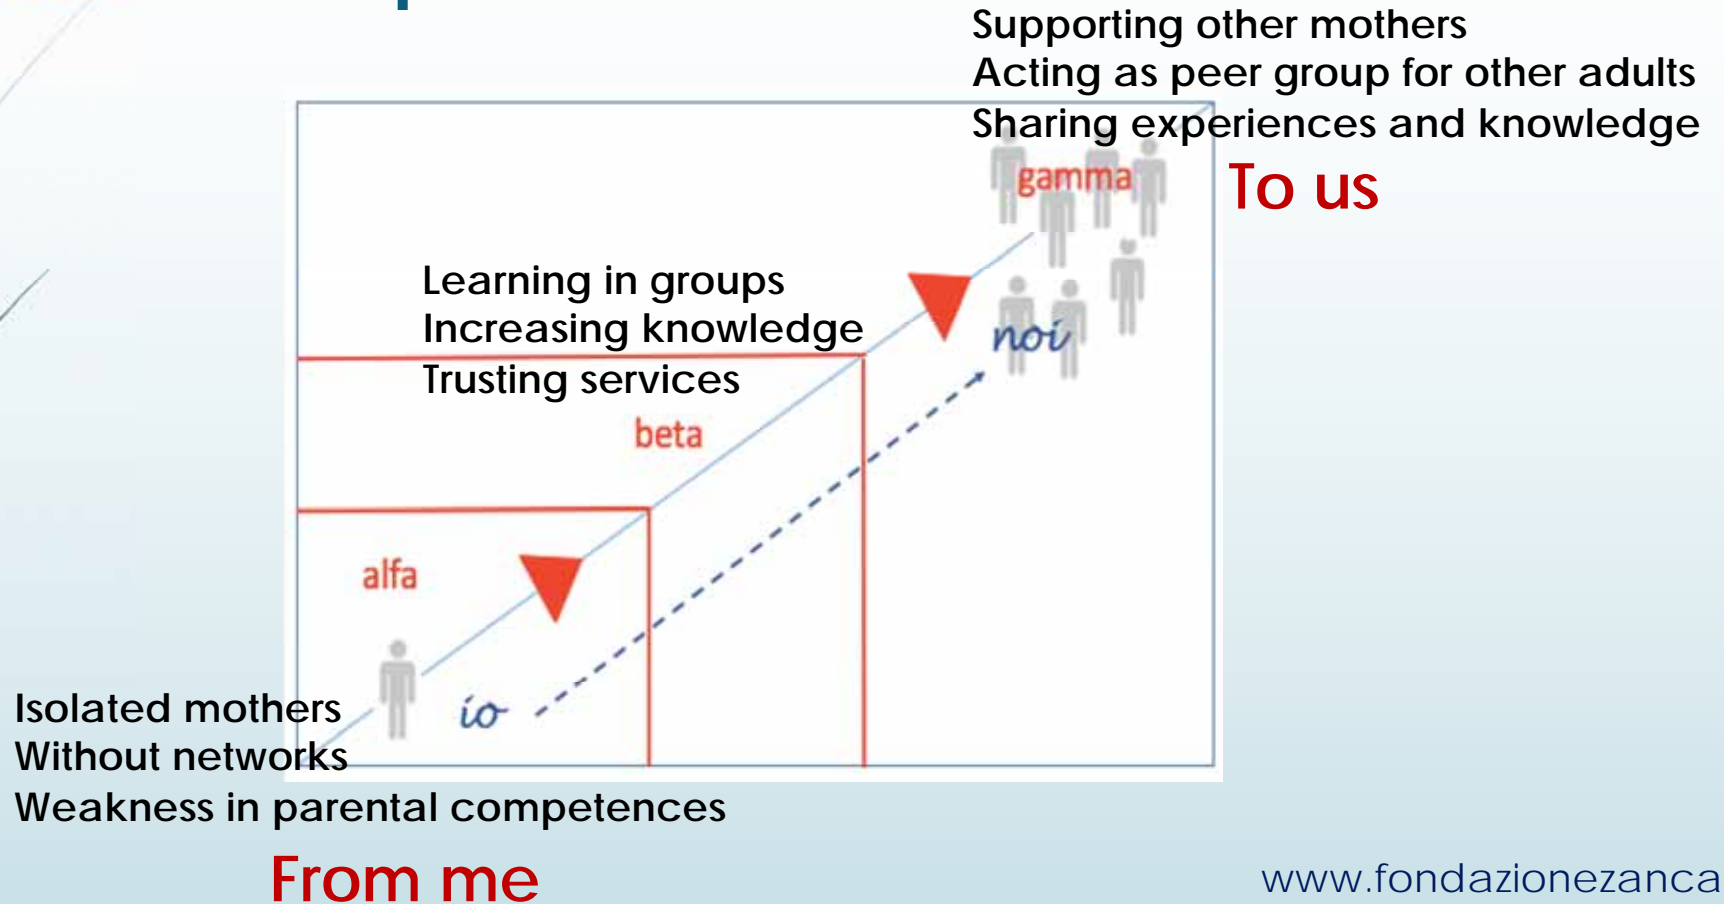 Supporting other mothers
Acting as peer group for other adults
Sharing experiences and knowledge
gamma
To us
Learning in groups
Increasing knowledge
Trusting services
noi
beta
alfa
io
Isolated mothers
Without networks
Weakness in parental competences
From me
www.fondazionezanca